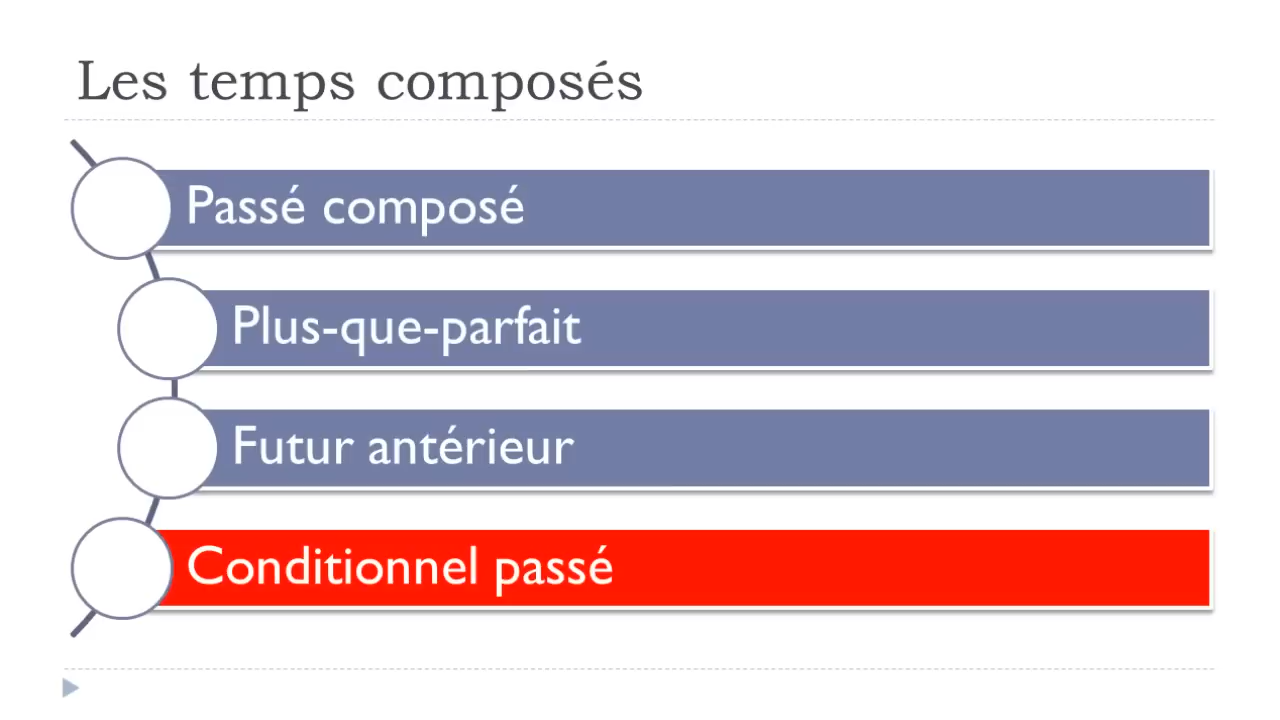 Les temps composés
Passé composé
Plus-que-parfait
Futur antérieur
Conditionnel passé